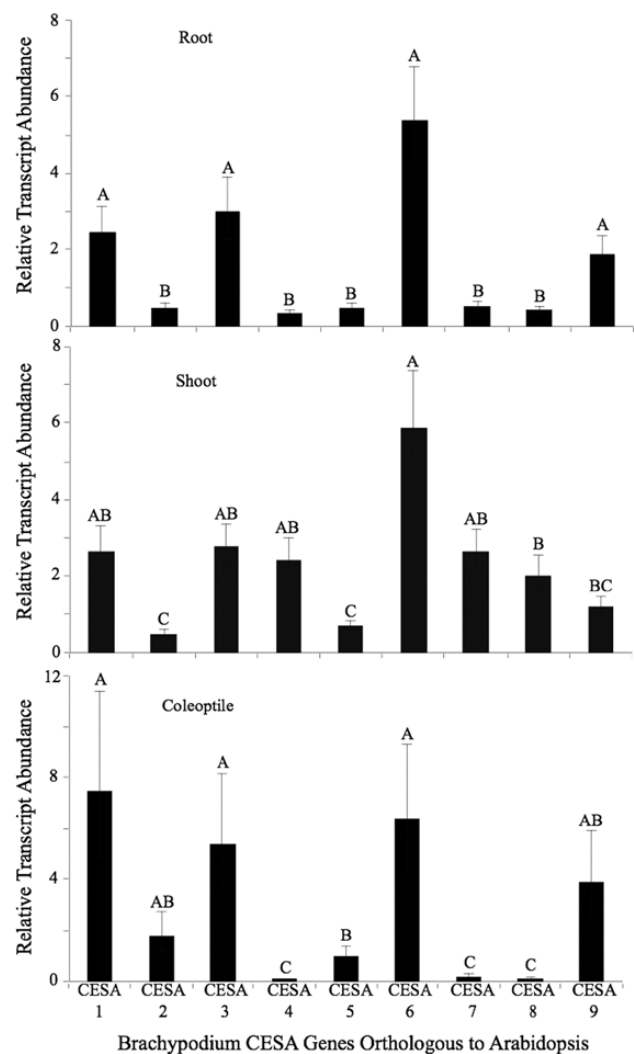 8
Root
A
A
A
A
B
B
B
B
B
6
4
2
0
Relative Transcript Abundance
8
Shoot
A
AB
AB
AB
AB
B
BC
C
C
6
4
2
0
Relative Transcript Abundance
12
Coleoptile
A
A
A
AB
AB
B
C
C
C
8
4
0
Relative Transcript Abundance
CESA CESA CESA CESA CESA CESA CESA CESA CESA
1 2 3 4 5 6 7 8 9
Brachypodium CESA Genes Orthologous to Arabidopsis